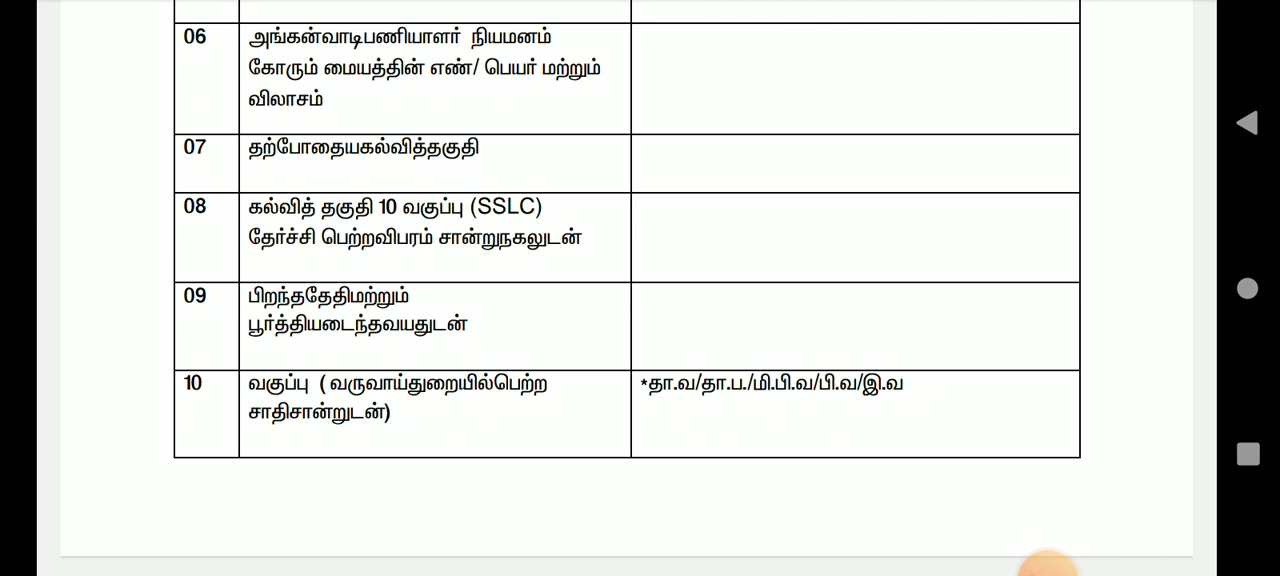 06 அங்கன்வாடிபணியாளர் நியமனம்
கோரும் மையத்தின் எண்/ பெயர் மற்றும்
விலாசம்
07 தற்போதையகல்வித்தகுதி
08 கல்வித் தகுதி 10 வகுப்பு (SSLC)
தேர்ச்சி பெற்றவிபரம் சான்றுநகலுடன்
09 பிறந்ததேதிமற்றும்
பூர்த்தியடைந்தவயதுடன்
10 வகுப்பு ( வருவாய்துறையில்பெற்ற *தா.வ/தா.ப./மி.பி.வ/பி.வ/இ.வ
சாதிசான்றுடன்)